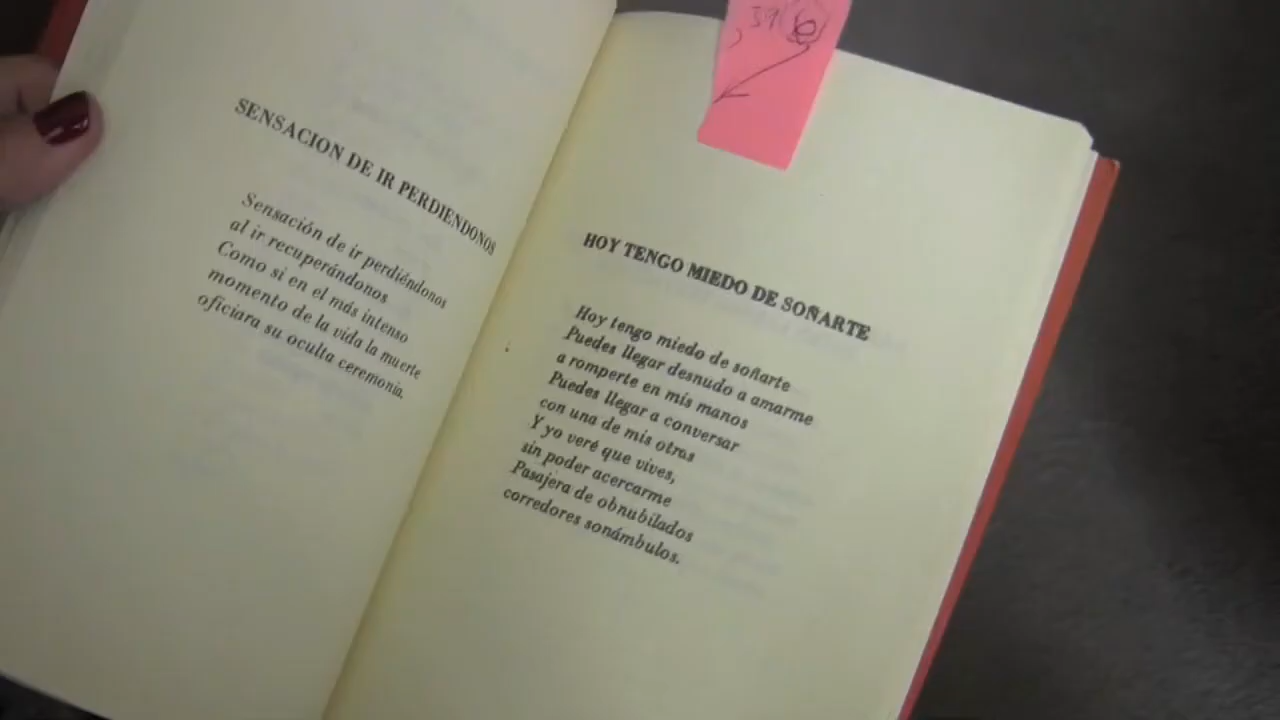 SENSACION DE IR PERDIENDONOS
Sensación de ir perdiéndonos
al ir recuperándonos
Como si en el más intenso
momento de la vida la muerte
oficiara su oculta ceremonia.
39
HOY TENGO MIEDO DE SOÑARTE
Hoy tengo miedo de soñarte
Puedes llegar desnudo a amarme
a romperte en mis manos
Puedes llegar a conversar
con una de mis otras
Y yo veré que vives,
sin poder acercarme
Pasajera de obnubilados
corredores sonámbulos.